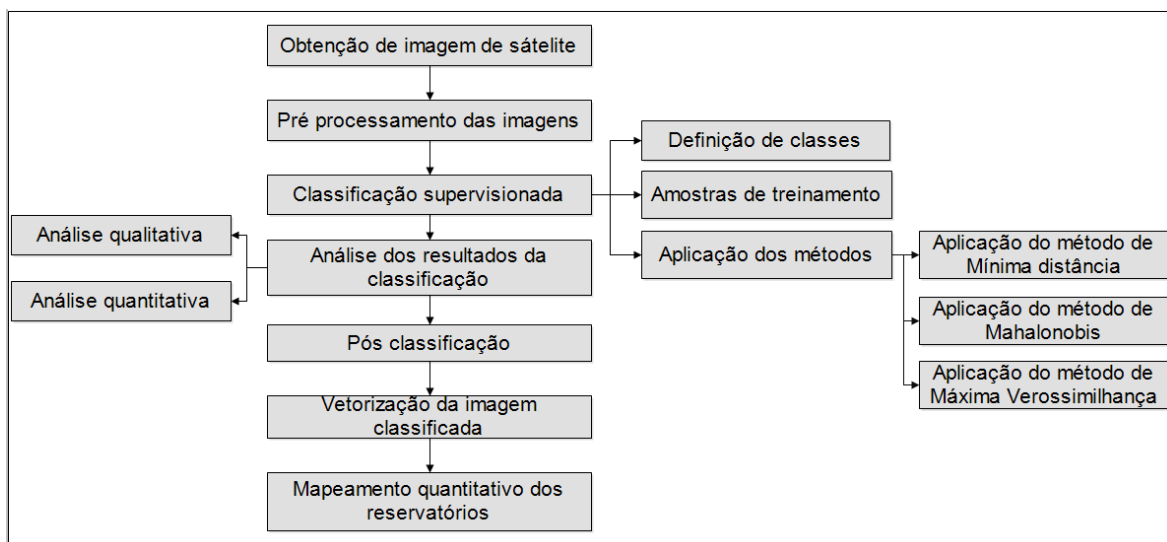 Obtenção de imagem de sátelite
Pré processamento das imagens
Definição de classes
Classificação supervisionada
Amostras de treinamento
Análise qualitativa
Análise dos resultados da
classificação
Aplicação dos métodos
Aplicação do método de
Mínima distância
Análise quantitativa
Aplicação do método de
Mahalonobis
Pós classificação
Aplicação do método de
Máxima Verossimilhança
Vetorização da imagem
classificada
Mapeamento quantitativo dos
reservatórios